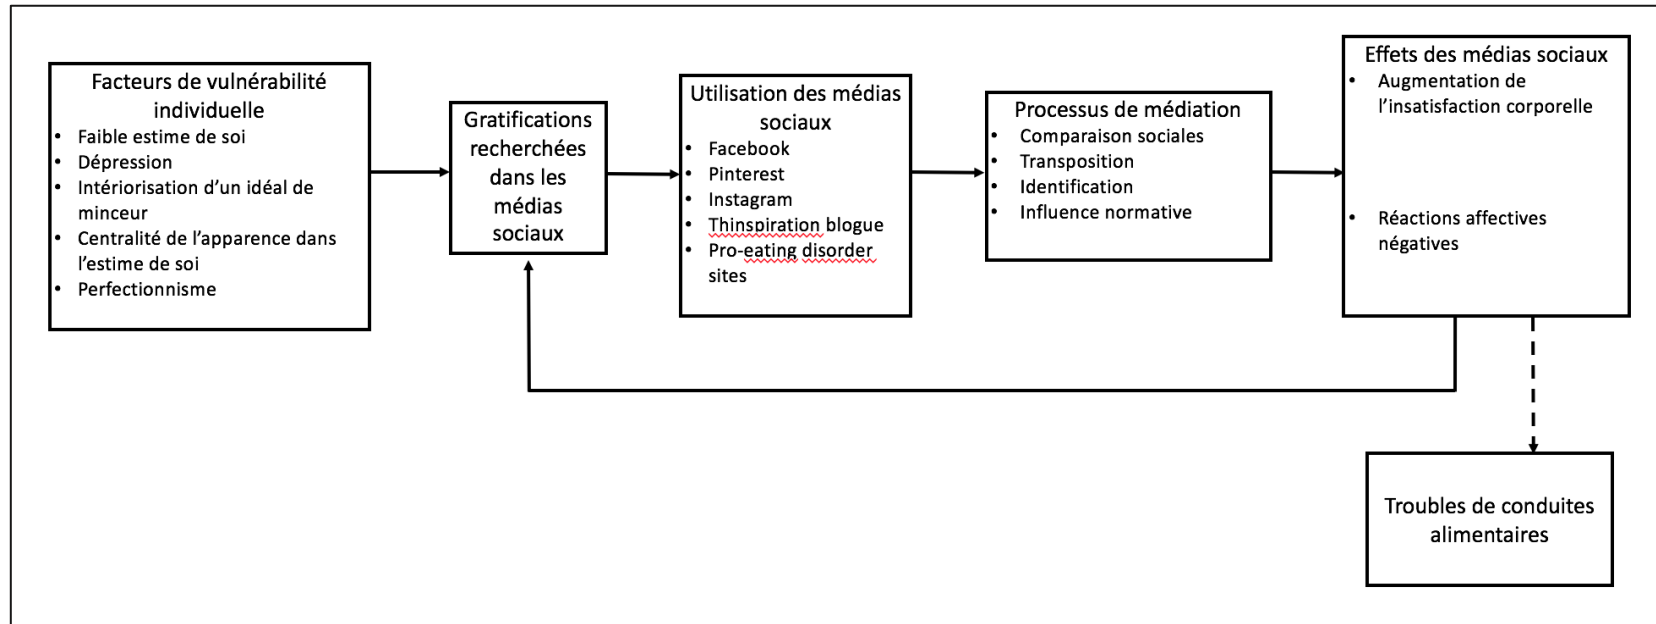 Facteurs de vulnérabilité
individuelle
• Faible estime de soi
• Dépression
• Intériorisation d'un idéal de
minceur
• Centralité de l'apparence dans
l'estime de soi
• Perfectionnisme
Gratifications
recherchées
dans les
médias
sociaux
Utilisation des médias
sociaux
• Facebook
• Pinterest
• Instagram
• Thinspiration blogue
• Pro-eating disorder
sites
Processus de médiation
• Comparaison sociales
• Transposition
• Identification
• Influence normative
Effets des médias sociaux
• Augmentation de
l'insatisfaction corporelle
• Réactions affectives
négatives
Troubles de conduites
alimentaires